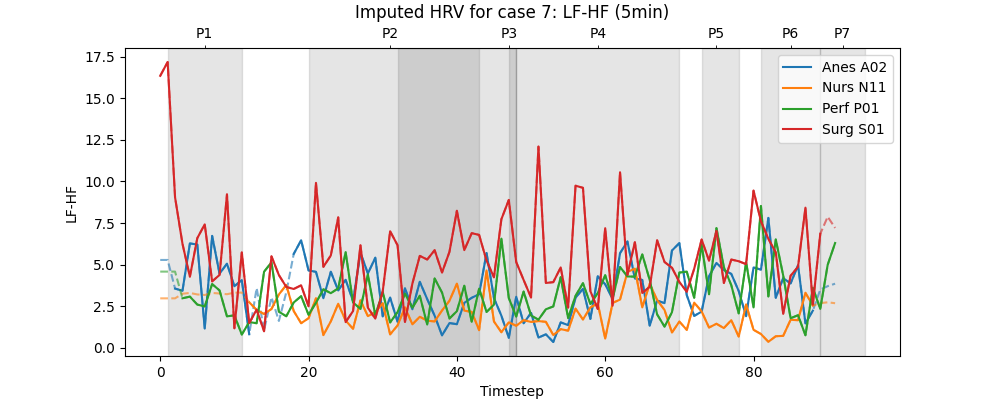 Imputed HRV for case 7: LF-HF (5min)
P1 P2 P3 P4 P5 P6 P7
17.5
15.0
12.5
10.0
7.5
5.0
2.5
0.0
LF-HF
Anes A02
Nurs N11
Perf P01
Surg S01
0 20 40 60 80
Timestep